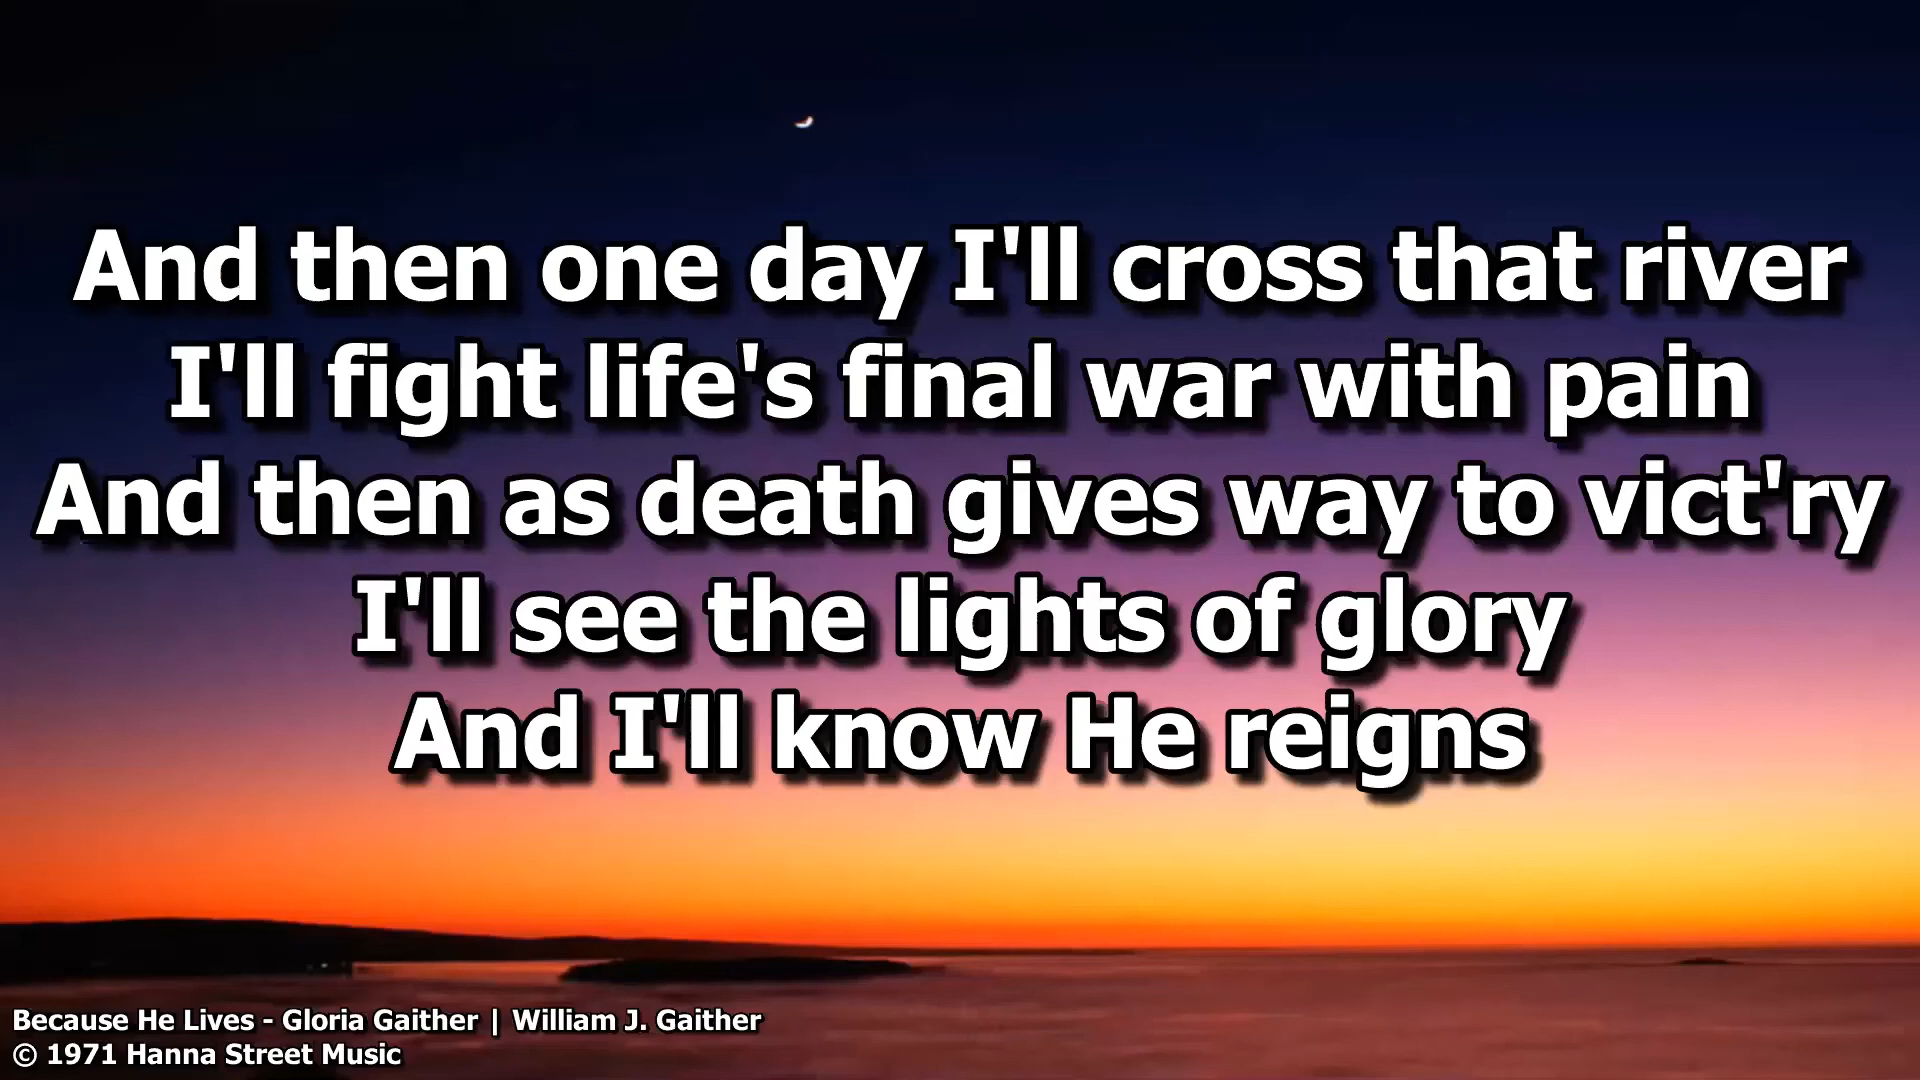 And then one day I'll cross that river
I'll fight life's final war with pain
And then as death gives way to vict'ry
I'll see the lights of glory
And I'll know He reigns
Because He Lives - Gloria Gaither | William J. Gaither
© 1971 Hanna Street Music